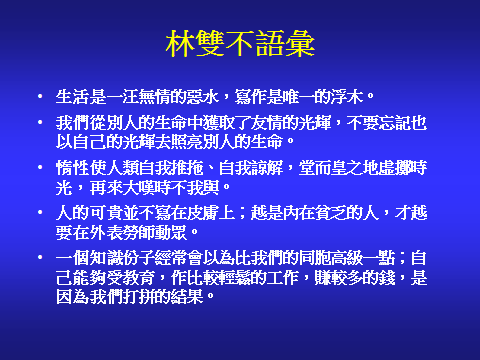 林雙不語彙
• 生活是一汪無情的惡水，寫作是唯一的浮木。
• 我們從別人的生命中獲取了友情的光輝，不要忘記也
以自己的光輝去照亮別人的生命。
• 惰性使人類自我推拖、自我諒解，堂而皇之地虛擲時
光，再來大嘆時不我與。
• 人的可貴並不寫在皮膚上；越是內在貧乏的人，才越
要在外表勞師動眾。
• 一個知識份子經常會以為比我們的同胞高級一點；自
己能夠受教育，作比較輕鬆的工作，賺較多的錢，是
因為我們打拼的結果。